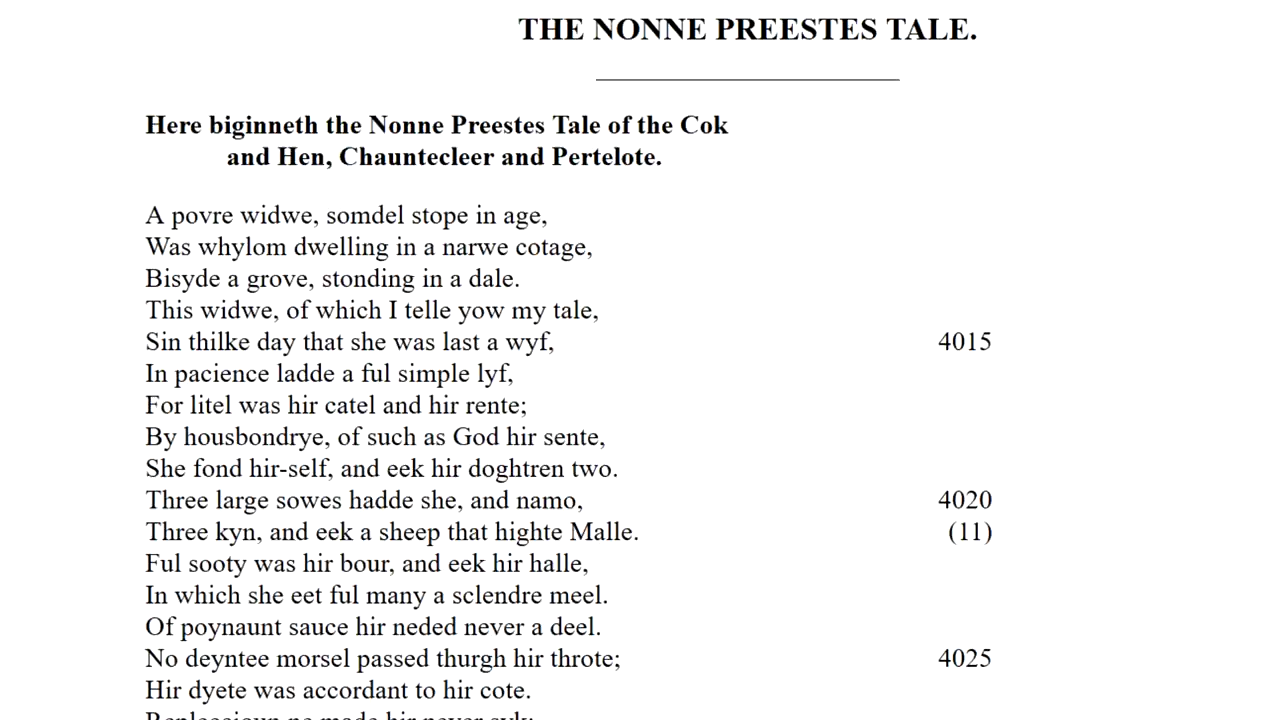 THE NONNE PREESTES TALE.
Here biginneth the Nonne Preestes Tale of the Cok
and Hen, Chauntecleer and Pertelote.
A povre widwe, somdel stope in age,
Was whylom dwelling in a narwe cotage,
Bisyde a grove, stonding in a dale.
This widwe, of which I telle yow my tale,
Sin thilke day that she was last a wyf, 4015
In pacience ladde a ful simple lyf,
For litel was hir catel and hir rente;
By housbondrye, of such as God hir sente,
She fond hir-self, and eek hir doghtren two.
Three large sowes hadde she, and namo, 4020
Three kyn, and eek a sheep that highte Malle. (11)
Ful sooty was hir bour, and eek hir halle,
In which she eet ful many a sclendre meel.
Of poynaunt sauce hir neded never a deel.
No deyntee morsel passed thurgh hir throte; 4025
Hir dyete was accordant to hir cote.